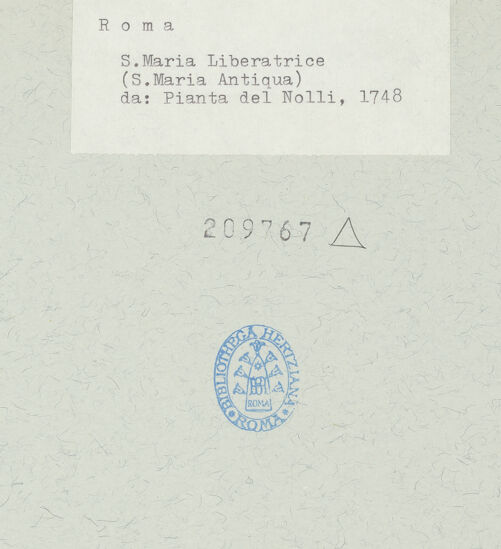 R o m a
S.Maria Liberatrice
(S.Maria Antiqua)
da: Pianta del Nolli, 1748
209767
BIBLIOTHECA HERTZIANA
ROMA
ROMA